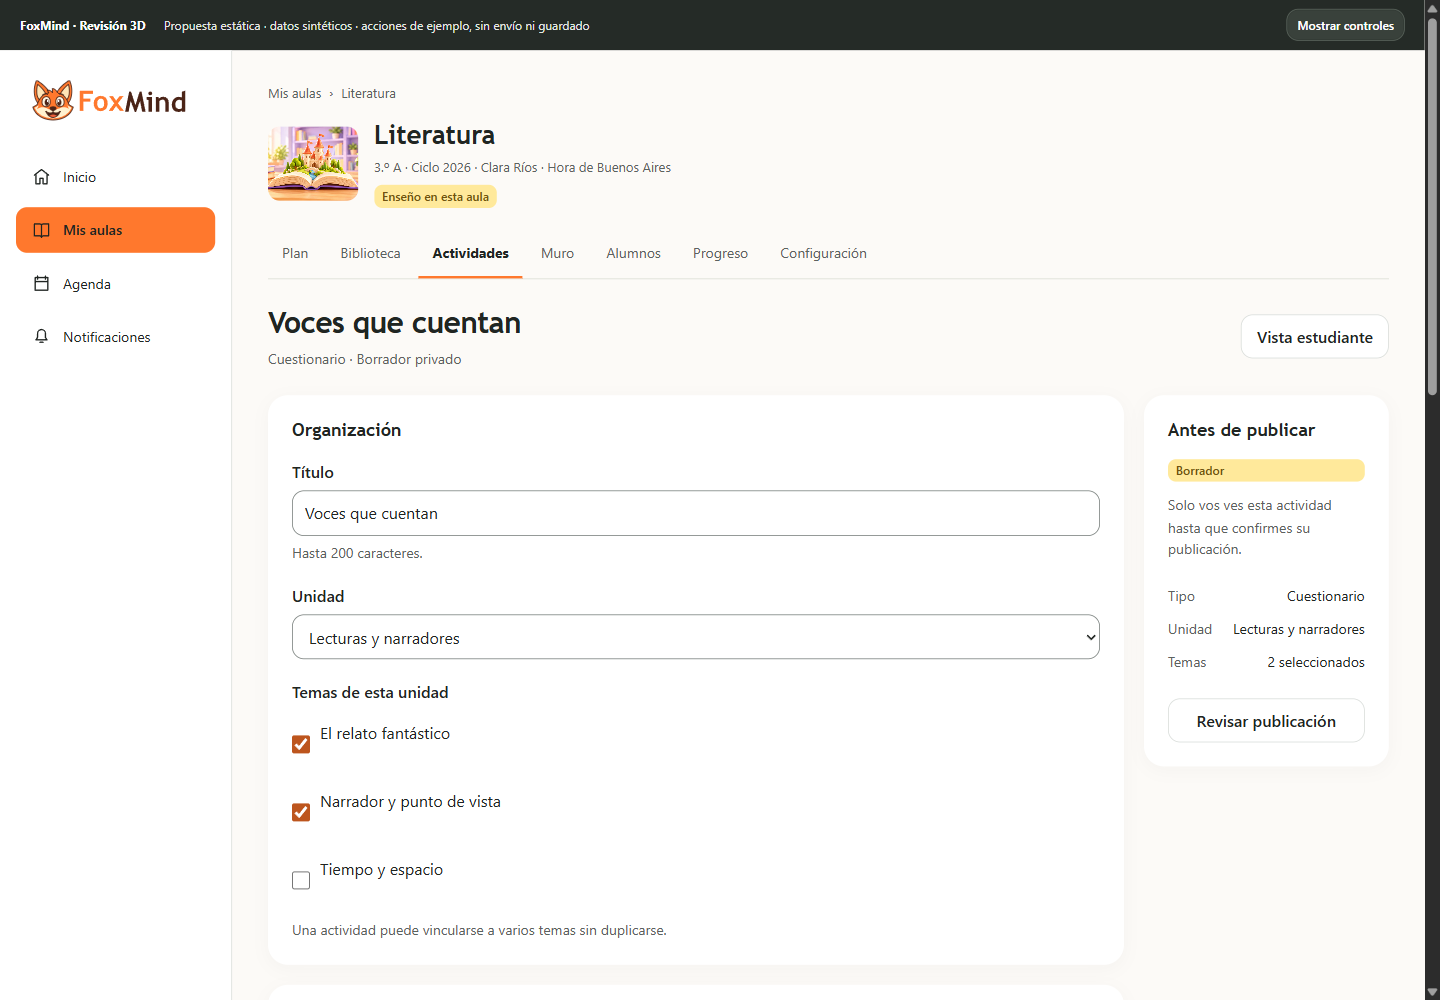 FoxMind · Revisión 3D
Propuesta estática · datos sintéticos · acciones de ejemplo, sin envío ni guardado
Mostrar controles
FoxMind
Inicio
Mis aulas
Agenda
Notificaciones
Mis aulas › Literatura
Literatura
3.º A · Ciclo 2026 · Clara Ríos · Hora de Buenos Aires
Enseño en esta aula
Plan
Biblioteca
Actividades
Muro
Alumnos
Progreso
Configuración
Voces que cuentan
Cuestionario · Borrador privado
Vista estudiante
Organización
Título
Voces que cuentan
Hasta 200 caracteres.
Unidad
Lecturas y narradores
Temas de esta unidad
El relato fantástico
Narrador y punto de vista
Tiempo y espacio
Una actividad puede vincularse a varios temas sin duplicarse.
Antes de publicar
Borrador
Solo vos ves esta actividad
hasta que confirmes su
publicación.
Tipo Cuestionario
Unidad Lecturas y narradores
Temas 2 seleccionados
Revisar publicación